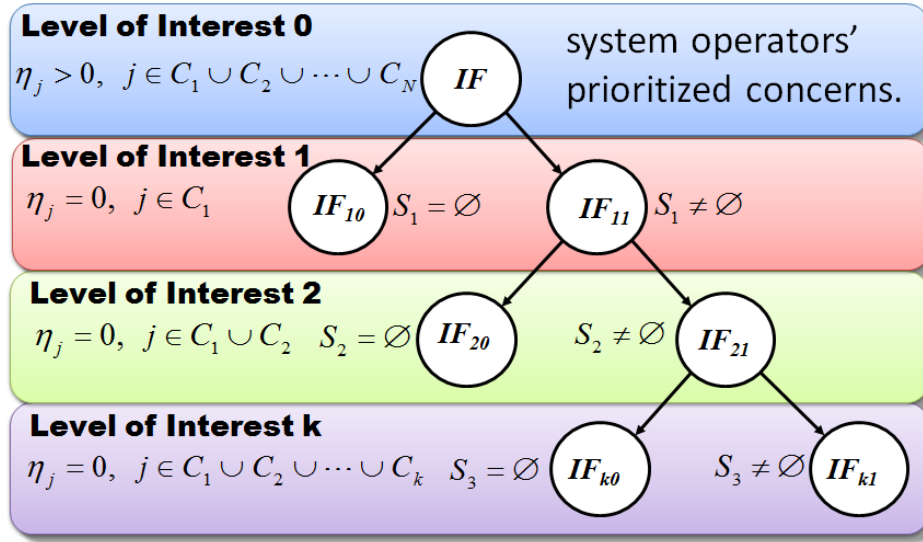 Level of Interest 0
η_j > 0, j ∈ C_1 ∪ C_2 ∪ ⋯ ∪ C_N
IF
system operators’
prioritized concerns.
Level of Interest 1
η_j = 0, j ∈ C_1
IF_10
S_1 = ∅
IF_11
S_1 ≠ ∅
Level of Interest 2
η_j = 0, j ∈ C_1 ∪ C_2
S_2 = ∅
IF_20
S_2 ≠ ∅
IF_21
Level of Interest k
η_j = 0, j ∈ C_1 ∪ C_2 ∪ ⋯ ∪ C_k
S_3 = ∅
IF_k0
S_3 ≠ ∅
IF_k1